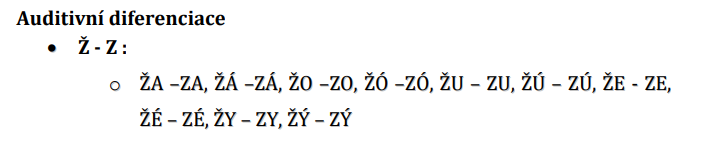 Auditivní diferenciace
• Ž - Z :
o ŽA –ZA, ŽÁ –ZÁ, ŽO –ZO, ŽÓ –ZÓ, ŽU – ZU, ŽÚ – ZÚ, ŽE - ZE,
ŽÉ – ZÉ, ŽY – ZY, ŽÝ – ZÝ